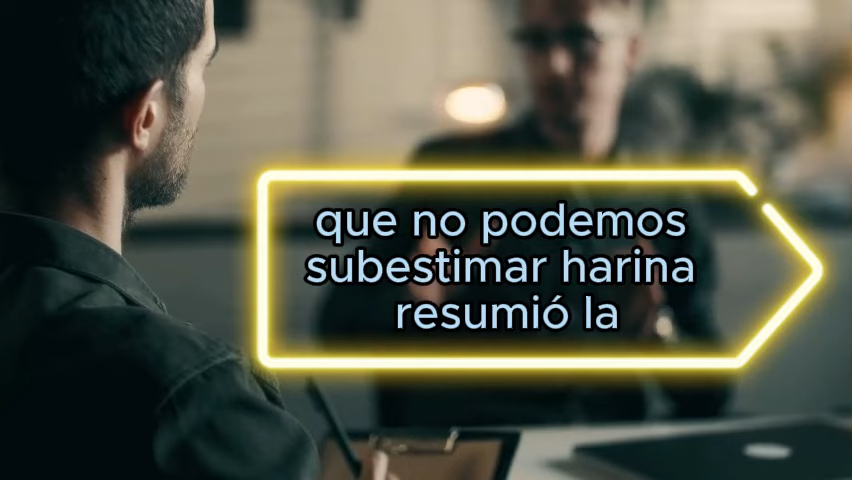 que no podemos
subestimar harina
resumió la